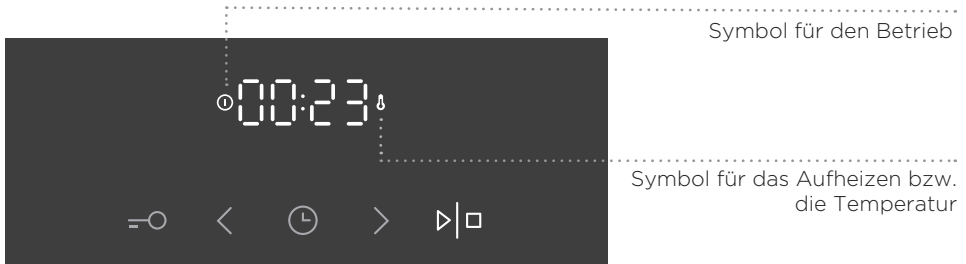 Symbol für den Betrieb
00:23
Symbol für das Aufheizen bzw.
die Temperatur